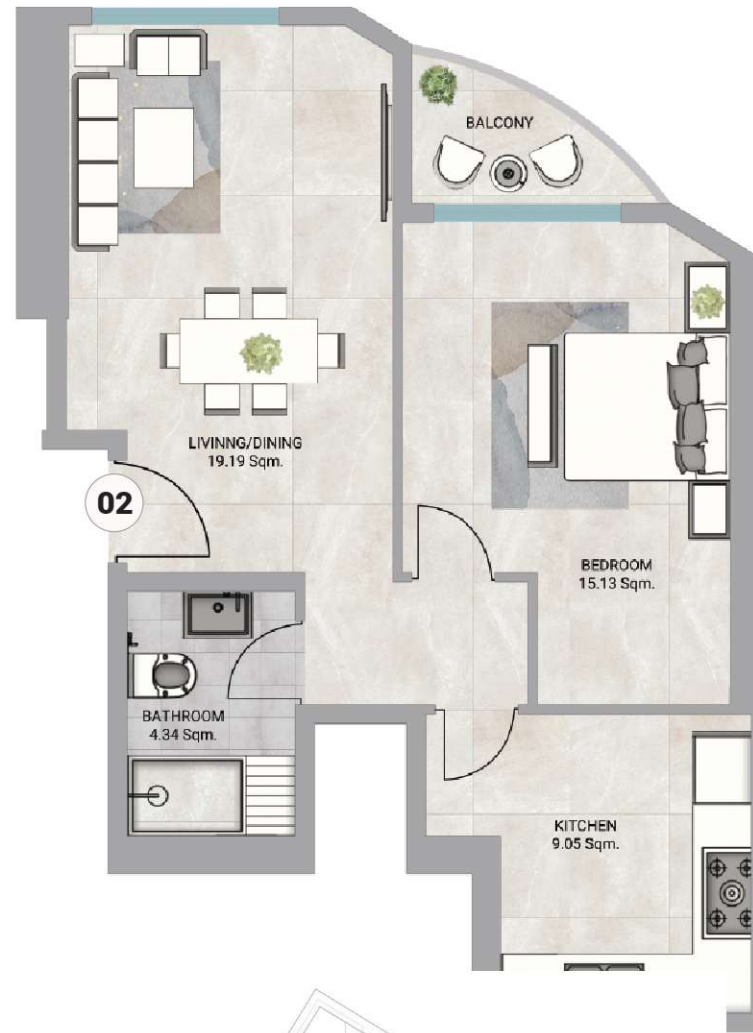 BALCONY
LIVINNG/DINING
19.19 Sqm.
02
BEDROOM
15.13 Sqm.
BATHROOM
4.34 Sqm.
KITCHEN
9.05 Sqm.